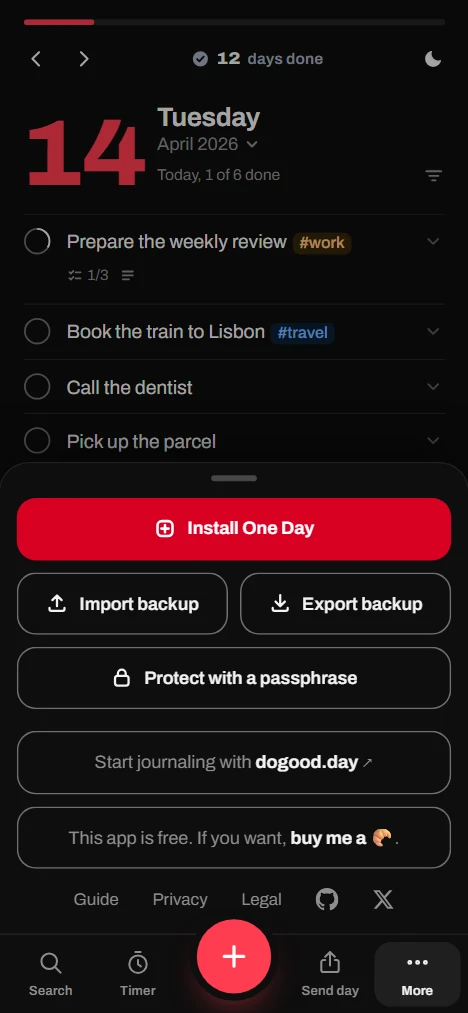 12 days done
14
Tuesday
April 2026
Today, 1 of 6 done
Prepare the weekly review #work
1/3
Book the train to Lisbon #travel
Call the dentist
Pick up the parcel
Install One Day
Import backup
Export backup
Protect with a passphrase
Start journaling with dogood.day ↗
This app is free. If you want, buy me a 🥐.
Guide Privacy Legal
Search Timer Send day More